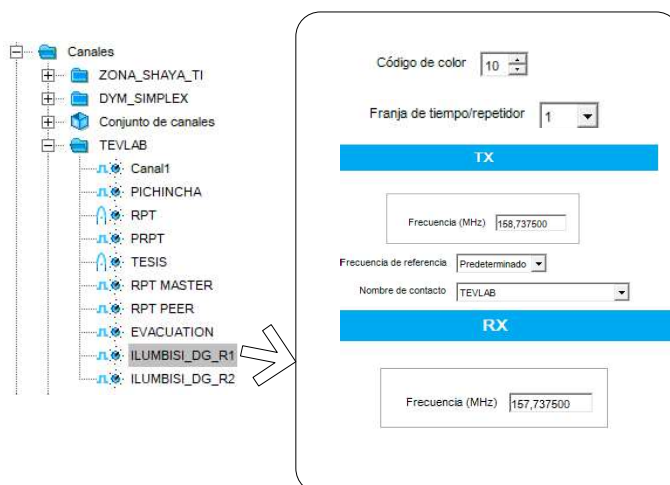 Canales
ZONA_SHAYA_TI
DYM_SIMPLEX
Conjunto de canales
TEVLAB
Canal1
PICHINCHA
RPT
PRPT
TESIS
RPT MASTER
RPT PEER
EVACUATION
ILUMBISI_DG_R1
ILUMBISI_DG_R2
Código de color 10
Franja de tiempo/repetidor 1
TX
Frecuencia (MHz) 158,737500
Frecuencia de referencia Predeterminado
Nombre de contacto TEVLAB
RX
Frecuencia (MHz) 157,737500